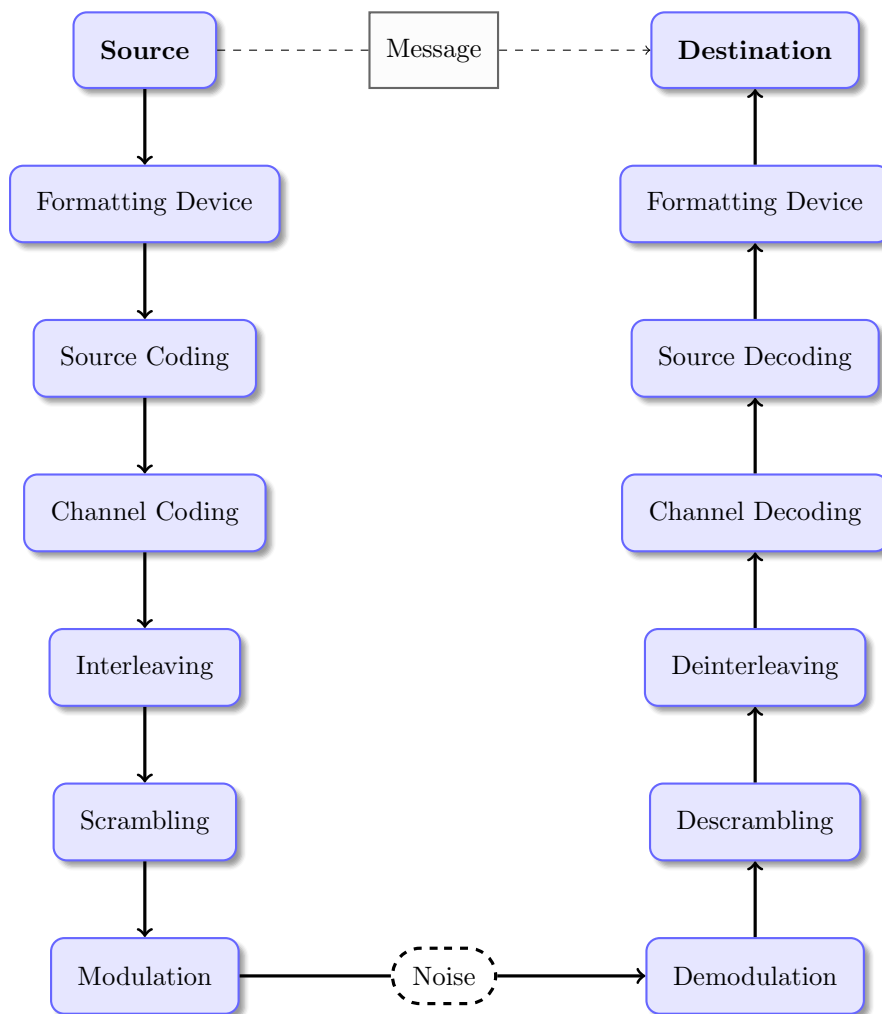 Source
Message
Destination
Formatting Device
Formatting Device
Source Coding
Source Decoding
Channel Coding
Channel Decoding
Interleaving
Deinterleaving
Scrambling
Descrambling
Modulation
Noise
Demodulation